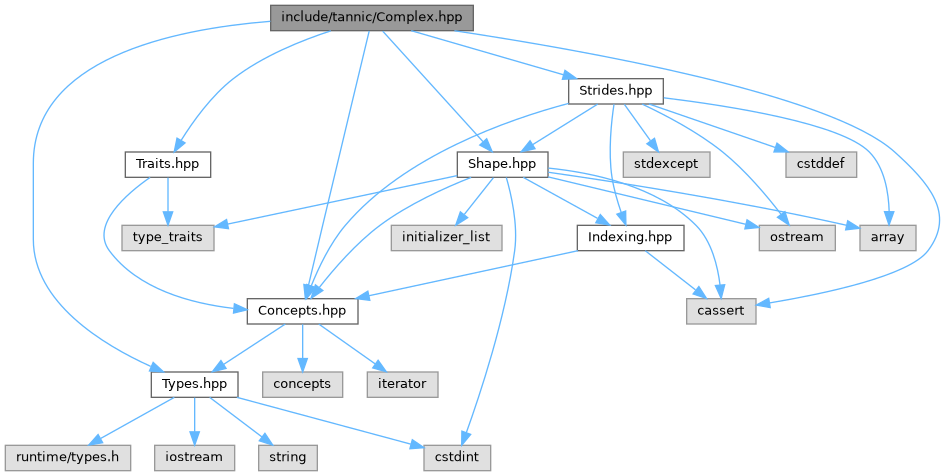 include/tannic/Complex.hpp
Strides.hpp
Traits.hpp
Shape.hpp
stdexcept
cstddef
type_traits
initializer_list
Indexing.hpp
ostream
array
Concepts.hpp
cassert
Types.hpp
concepts
iterator
runtime/types.h
iostream
string
cstdint